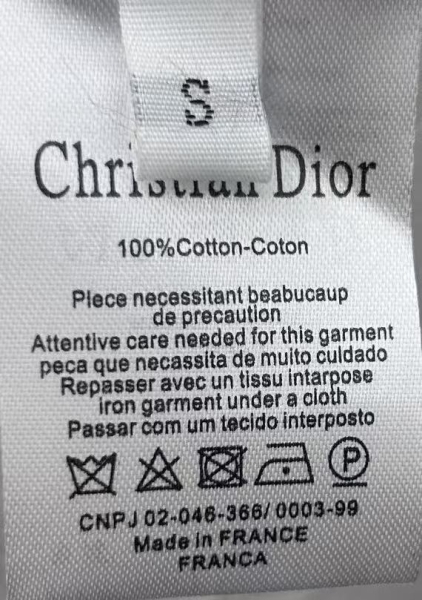 S
Christian Dior
100%Cotton-Coton
Piece necessitant beabucaup
de precaution
Attentive care needed for this garment
peca que necassita de muito cuidado
Repasser avec un tissu intarpose
iron garment under a cloth
Passar com um tecido interposto
P
CNPJ 02-046-366/0003-99
Made in FRANCE
FRANCA